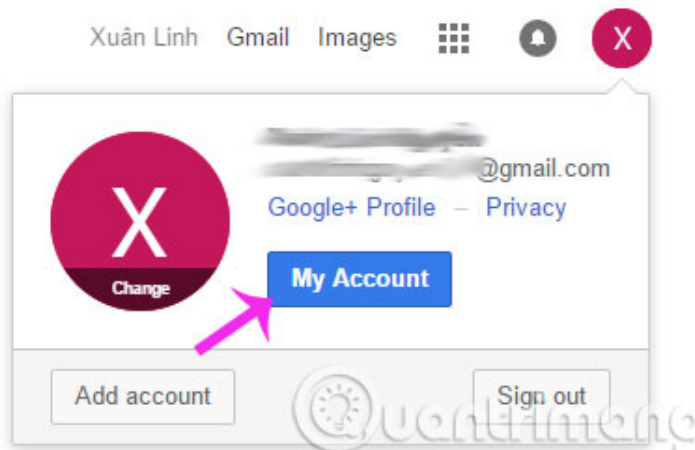 Xuân Linh Gmail Images X
@gmail.com
Google+ Profile – Privacy
X
Change
My Account
Add account Sign out
Quantrimang